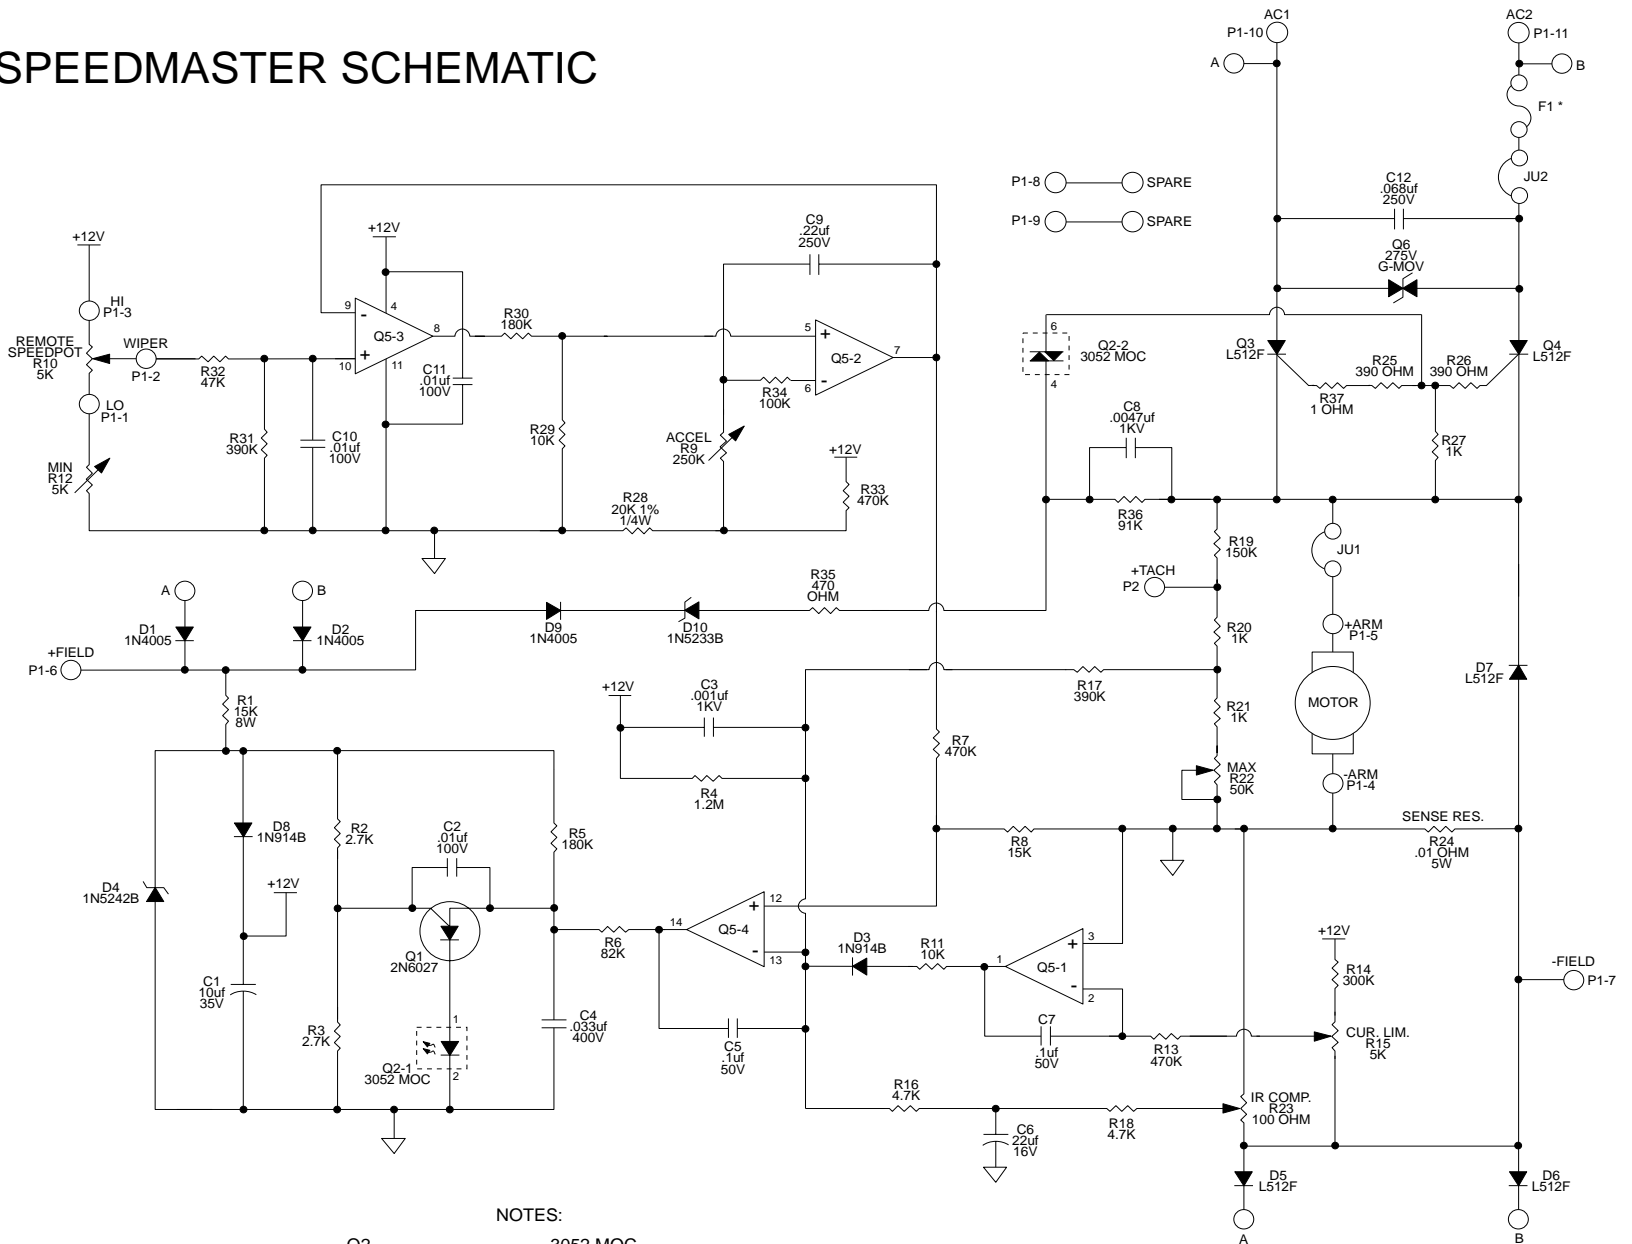 SPEEDMASTER SCHEMATIC
AC1
P1-10
A
AC2
P1-11
B
F1 *
JU2
P1-8
SPARE
P1-9
SPARE
C12
.068uf
250V
Q6
275V
G-MOV
+12V
HI
P1-3
REMOTE
SPEEDPOT
R10
5K
WIPER
P1-2
LO
P1-1
MIN
R12
5K
R32
47K
R31
390K
C10
.01uf
100V
+12V
9
-
4
Q5-3
8
+
10
11
C11
.01uf
100V
R30
180K
R29
10K
C9
.22uf
250V
5
+
Q5-2
7
-
6
R34
100K
ACCEL
R9
250K
R28
20K 1%
1/4W
+12V
R33
470K
6
Q2-2
3052 MOC
4
Q3
L512F
Q4
L512F
R25
390 OHM
R26
390 OHM
R37
1 OHM
R27
1K
C8
.0047uf
1KV
R36
91K
R19
150K
+TACH
P2
R20
1K
JU1
+ARM
P1-5
MOTOR
-ARM
P1-4
D7
L512F
A
D1
1N4005
B
D2
1N4005
+FIELD
P1-6
D9
1N4005
D10
1N5233B
R35
470
OHM
R1
15K
8W
+12V
C3
.001uf
1KV
R4
1.2M
R17
390K
R21
1K
MAX
R22
50K
R7
470K
R8
15K
SENSE RES.
R24
.01 OHM
5W
D4
1N5242B
D8
1N914B
+12V
C1
10uf
35V
R2
2.7K
R3
2.7K
C2
.01uf
100V
Q1
2N6027
1
Q2-1
3052 MOC
2
R5
180K
C4
.033uf
400V
R6
82K
14
Q5-4
+
12
-
13
C5
.1uf
50V
D3
1N914B
R11
10K
1
Q5-1
+
3
-
2
C7
.1uf
50V
R13
470K
+12V
R14
300K
CUR. LIM.
R15
5K
-FIELD
P1-7
R16
4.7K
C6
22uf
16V
R18
4.7K
IR COMP.
R23
100 OHM
D5
L512F
A
D6
L512F
B
NOTES:
Q2 3052 MOC